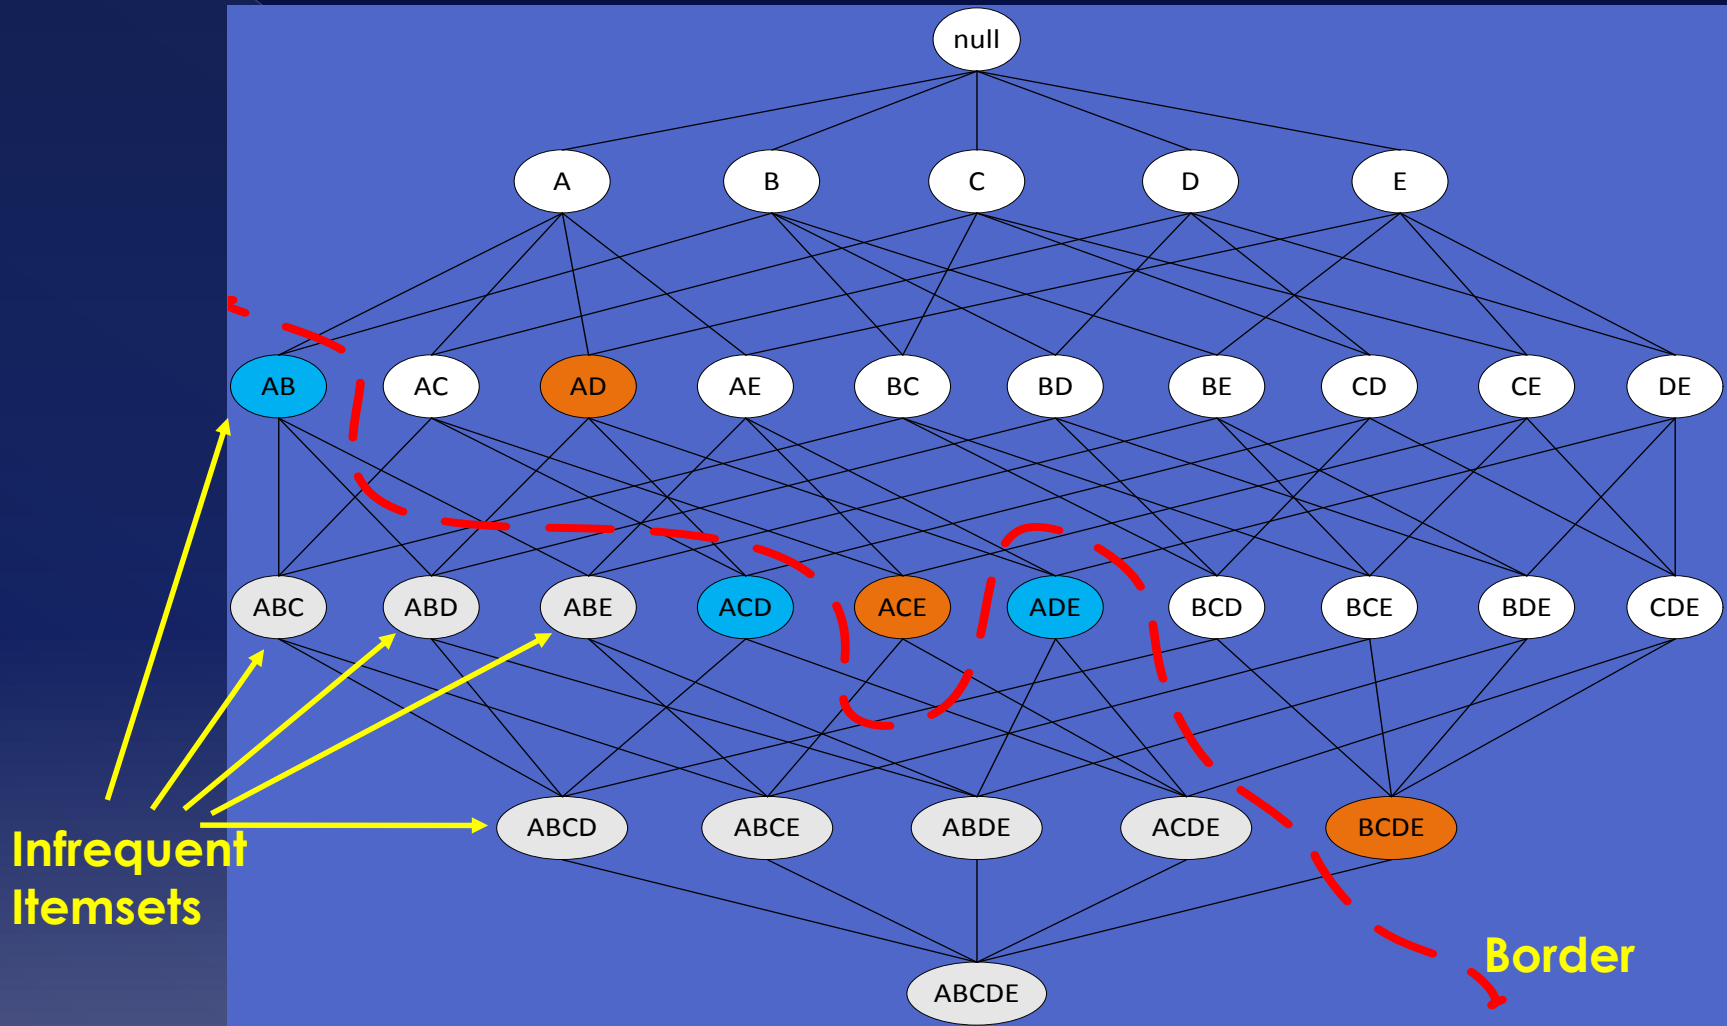 null
A B C D E
AB AC AD AE BC BD BE CD CE DE
ABC ABD ABE ACD ACE ADE BCD BCE BDE CDE
ABCD ABCE ABDE ACDE BCDE
Infrequent
Itemsets
Border
ABCDE